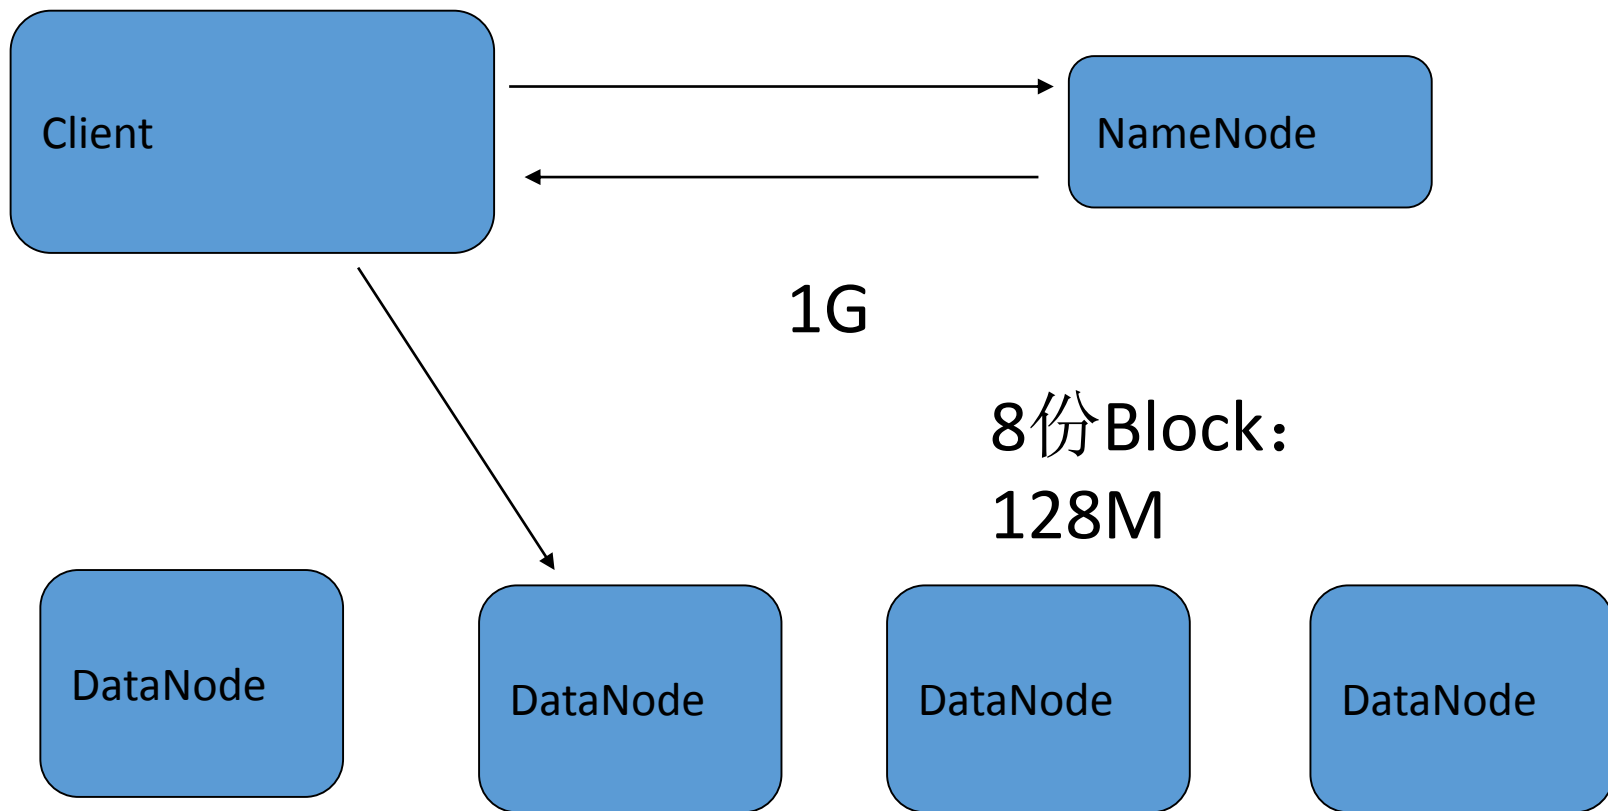 Client
NameNode
1G
8份Block：
128M
DataNode
DataNode
DataNode
DataNode